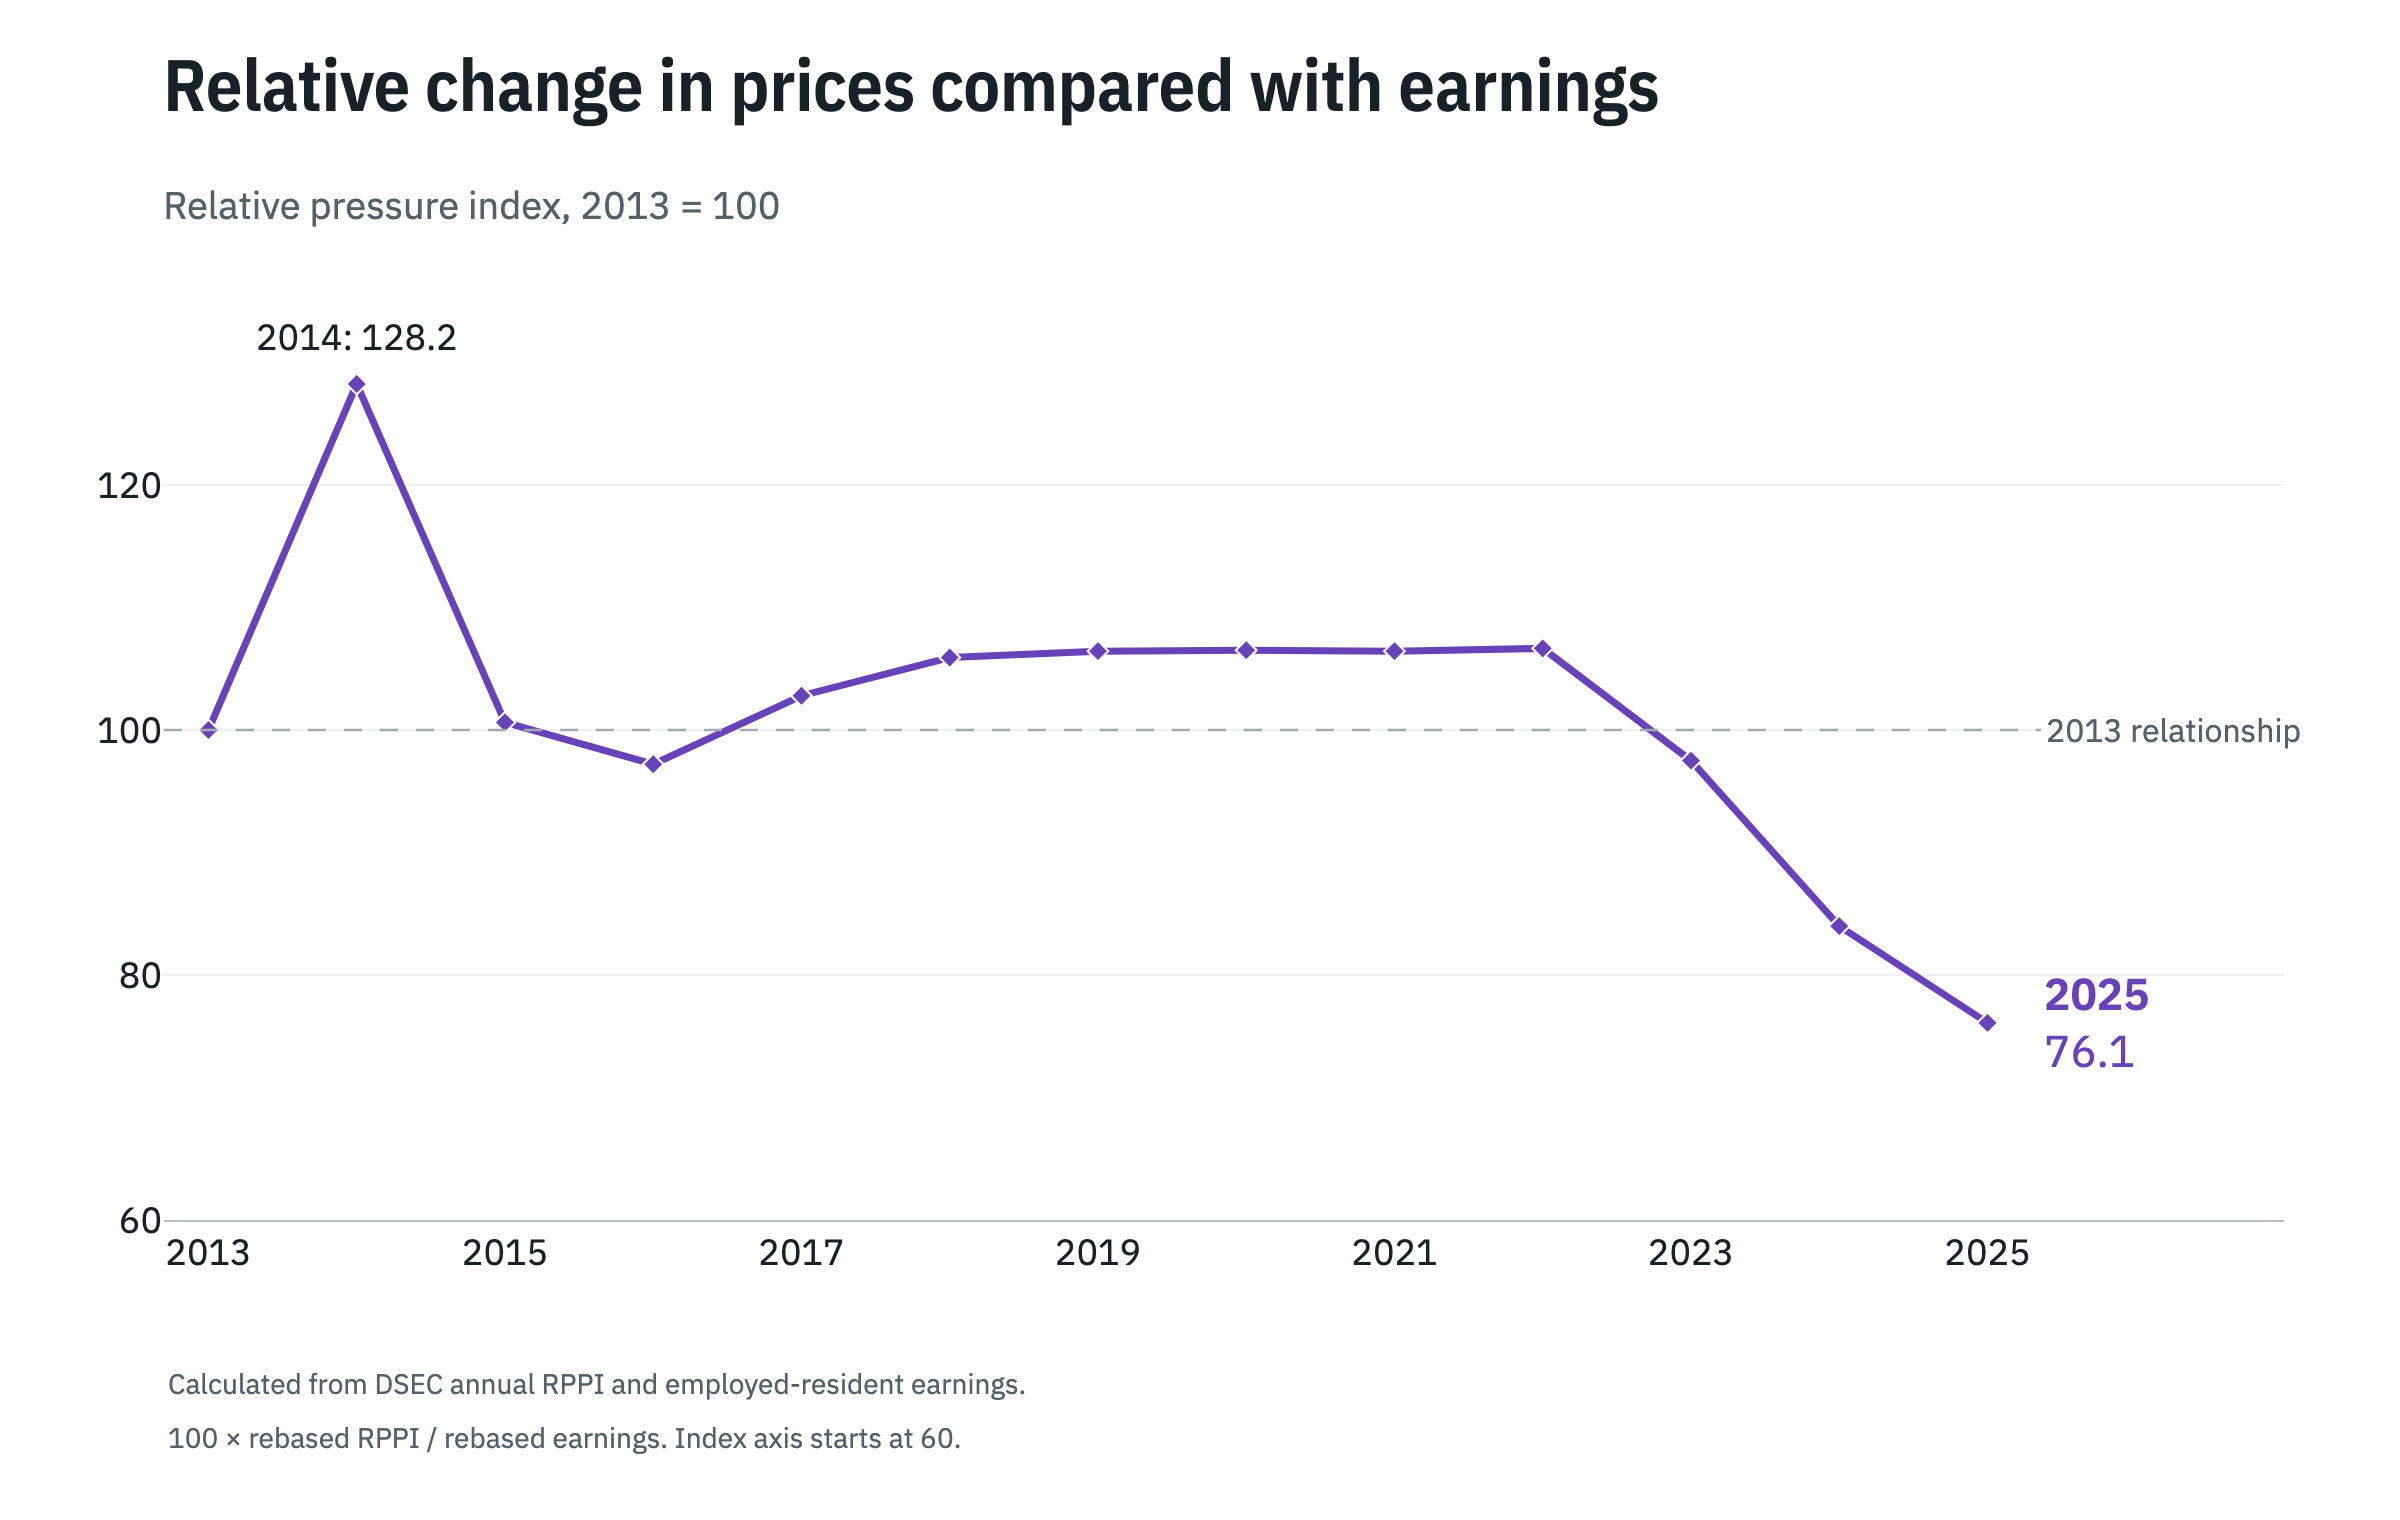 Relative change in prices compared with earnings
Relative pressure index, 2013 = 100
2014: 128.2
120
100
2013 relationship
80
2025
76.1
60
2013 2015 2017 2019 2021 2023 2025
Calculated from DSEC annual RPPI and employed-resident earnings.
100 × rebased RPPI / rebased earnings. Index axis starts at 60.